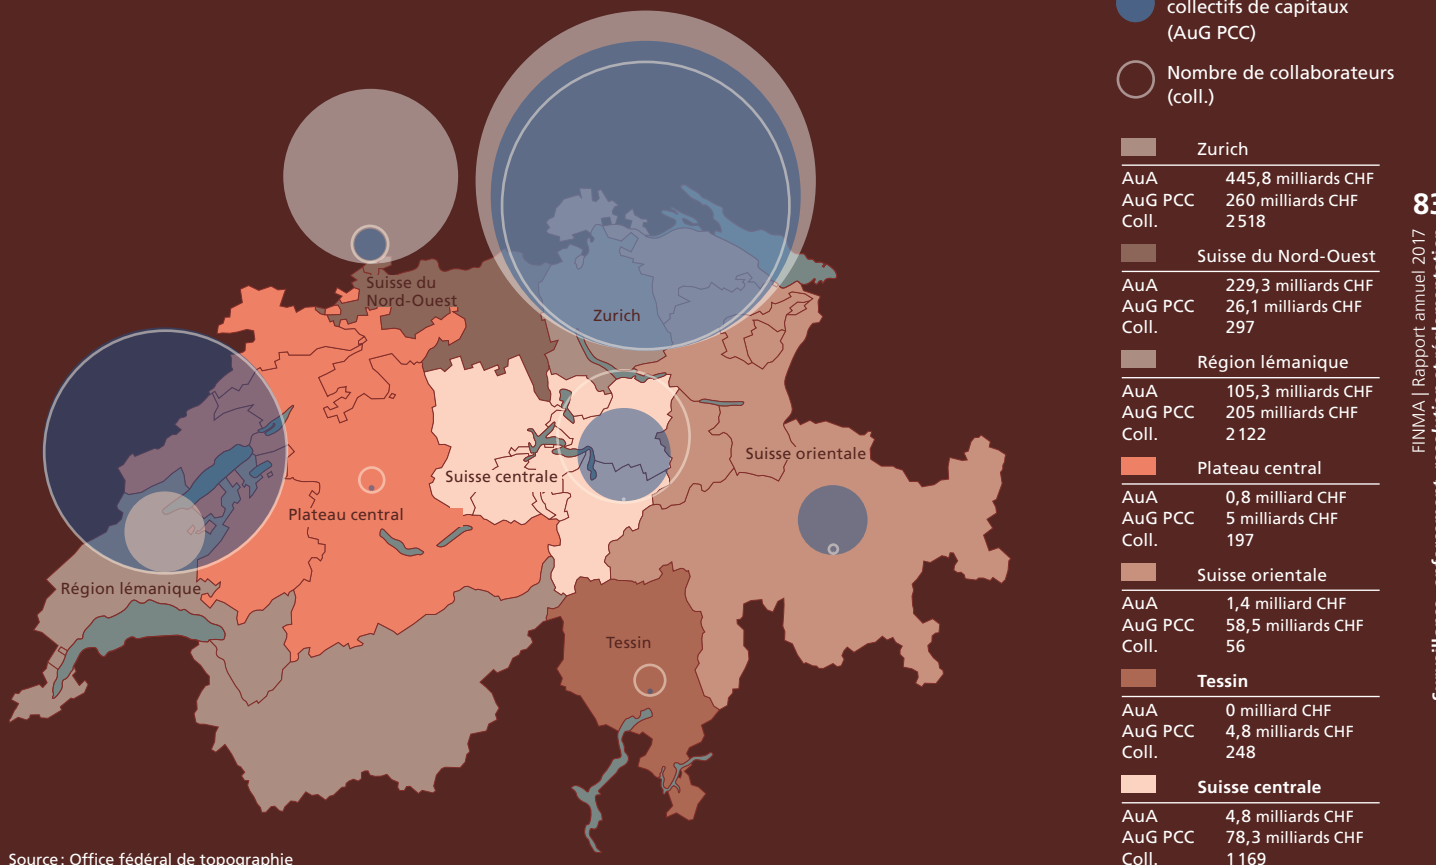 collectifs de capitaux
(AuG PCC)
Nombre de collaborateurs
(coll.)
Zurich
AuA 445,8 milliards CHF
AuG PCC 260 milliards CHF
Coll. 2 518
Suisse du Nord-Ouest
AuA 229,3 milliards CHF
AuG PCC 26,1 milliards CHF
Coll. 297
Région lémanique
AuA 105,3 milliards CHF
AuG PCC 205 milliards CHF
Coll. 2 122
Plateau central
AuA 0,8 milliard CHF
AuG PCC 5 milliards CHF
Coll. 197
Suisse orientale
AuA 1,4 milliard CHF
AuG PCC 58,5 milliards CHF
Coll. 56
Tessin
AuA 0 milliard CHF
AuG PCC 4,8 milliards CHF
Coll. 248
Suisse centrale
AuA 4,8 milliards CHF
AuG PCC 78,3 milliards CHF
Coll. 1 169
Suisse du
Nord-Ouest
Zurich
Suisse orientale
Suisse centrale
Plateau central
Région lémanique
Tessin
Source : Office fédéral de topographie
83
FINMA | Rapport annuel 2017